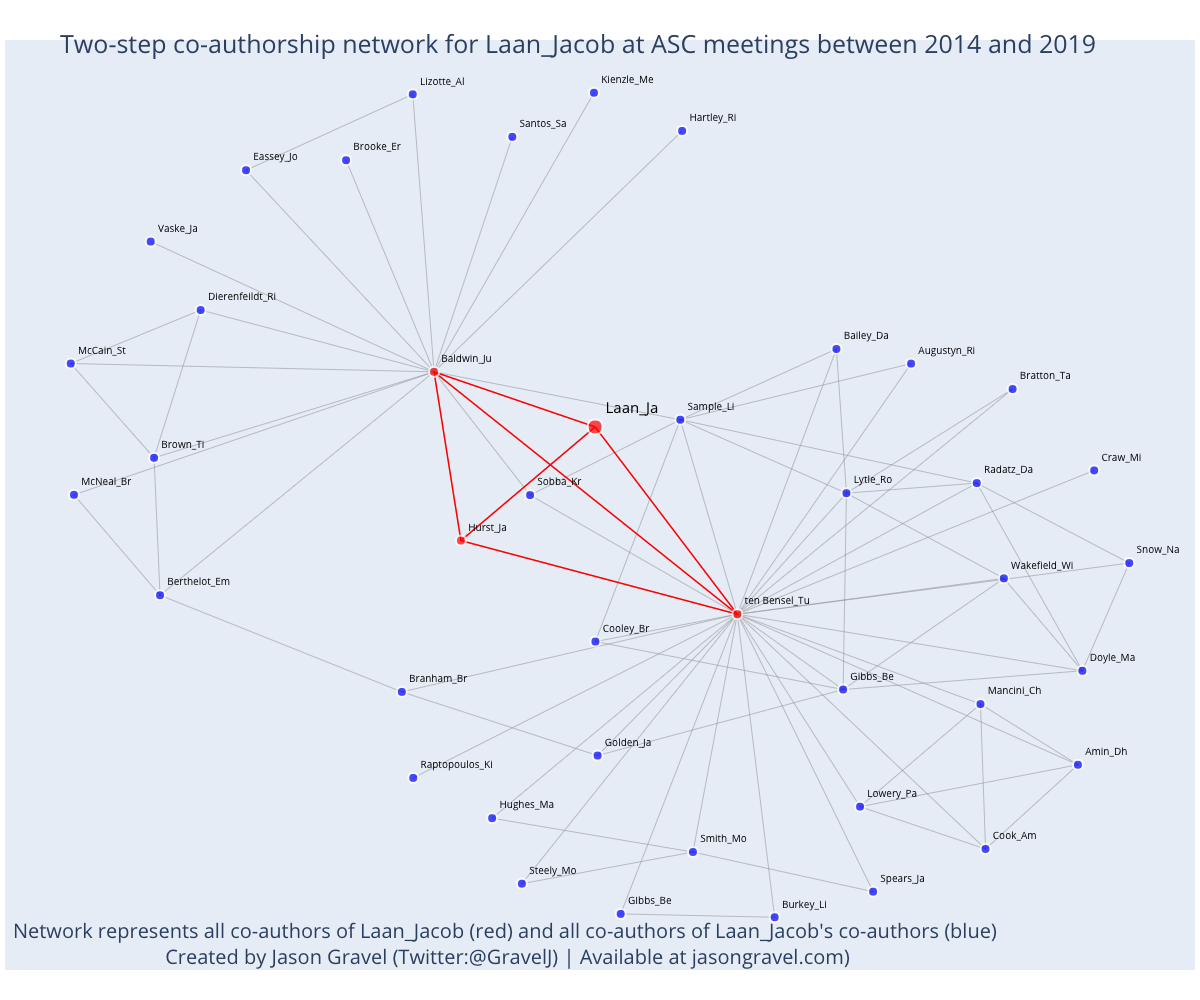 Two-step co-authorship network for Laan_Jacob at ASC meetings between 2014 and 2019
Lizotte_Al
Kienzle_Me
Santos_Sa
Hartley_Ri
Brooke_Er
Eassey_Jo
Vaske_Ja
Dierenfeildt_Ri
McCain_St
Baldwin_Ju
Bailey_Da
Augustyn_Ri
Bratton_Ta
Laan_Ja
Sample_Li
Brown_Ti
Craw_Mi
McNeal_Br
Sobba_Kr
Lytle_Ro
Radatz_Da
Hurst_Ja
Snow_Na
Wakefield_Wi
Berthelot_Em
ten Bensel_Tu
Cooley_Br
Doyle_Ma
Branham_Br
Gibbs_Be
Mancini_Ch
Golden_Ja
Amin_Dh
Raptopoulos_Ki
Lowery_Pa
Hughes_Ma
Cook_Am
Smith_Mo
Steely_Mo
Spears_Ja
Gibbs_Be
Burkey_Li
Network represents all co-authors of Laan_Jacob (red) and all co-authors of Laan_Jacob's co-authors (blue)
Created by Jason Gravel (Twitter:@GravelJ) | Available at jasongravel.com)